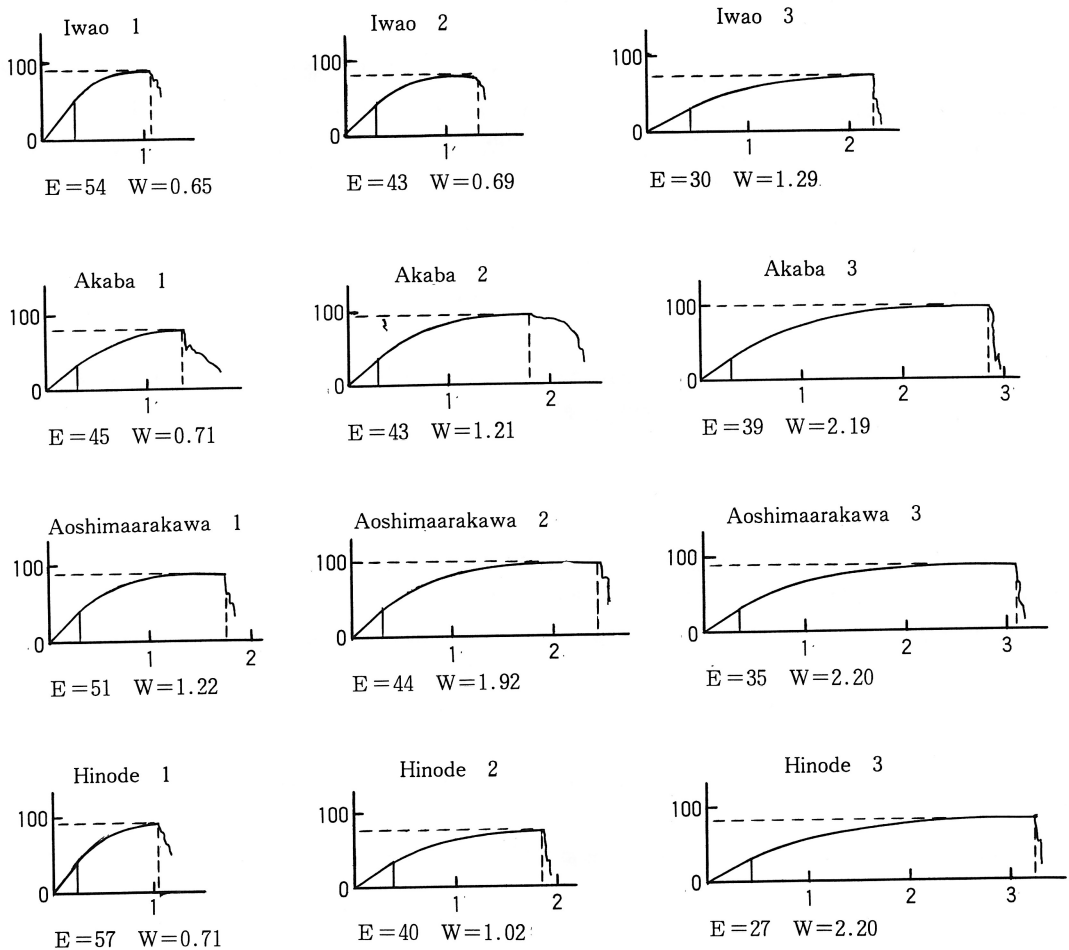 Iwao 1
100
0
1
E=54 W=0.65
Iwao 2
100
0
1
E=43 W=0.69
Iwao 3
100
0
1 2
E=30 W=1.29
Akaba 1
100
0
1
E=45 W=0.71
Akaba 2
100
0
1 2
E=43 W=1.21
Akaba 3
100
0
1 2 3
E=39 W=2.19
Aoshimaarakawa 1
100
0
1 2
E=51 W=1.22
Aoshimaarakawa 2
100
0
1 2
E=44 W=1.92
Aoshimaarakawa 3
100
0
1 2 3
E=35 W=2.20
Hinode 1
100
0
1
E=57 W=0.71
Hinode 2
100
0
1 2
E=40 W=1.02
Hinode 3
100
0
1 2 3
E=27 W=2.20